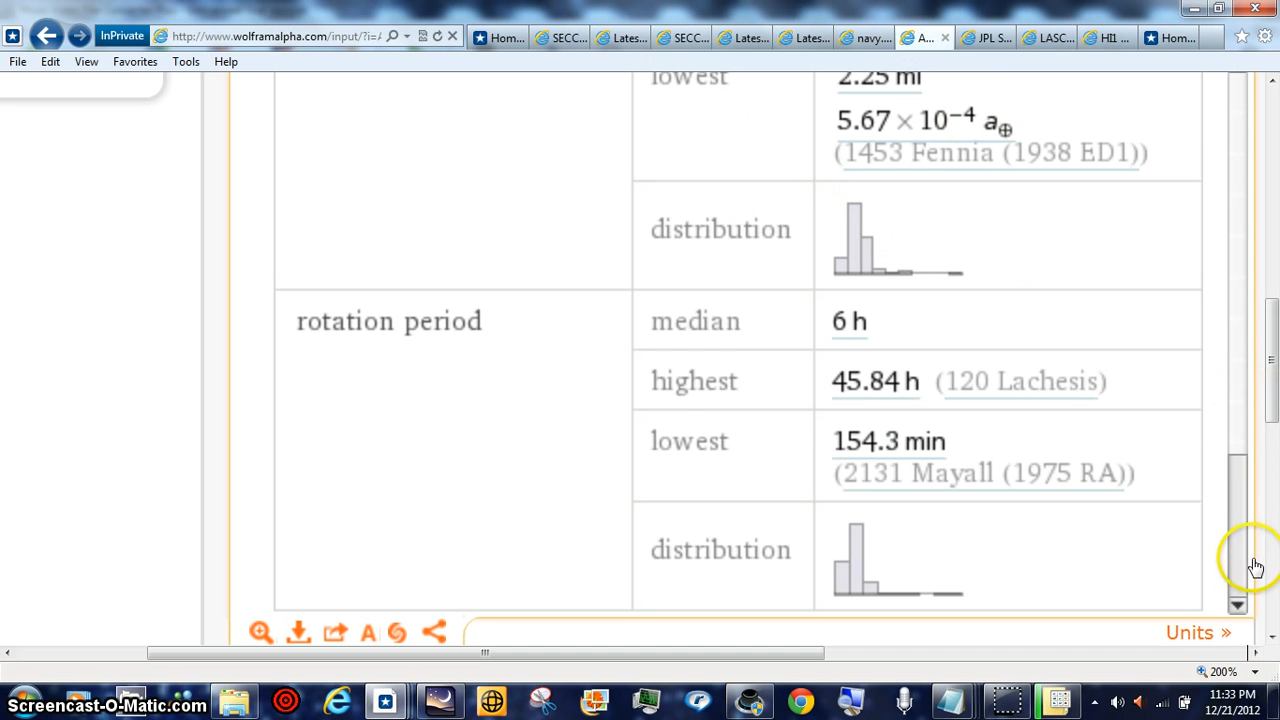 InPrivate
http://www.wolframalpha.com/input/?i=A
Hom...
SECC...
Lates...
SECC...
Lates...
Lates...
navy....
A...
JPL S...
LASC...
HI1 ...
Hom...
File Edit View Favorites Tools Help
lowest 2.25 mi
5.67 × 10⁻⁴ a⊕
(1453 Fennia (1938 ED1))
distribution
rotation period median 6 h
highest 45.84 h (120 Lachesis)
lowest 154.3 min
(2131 Mayall (1975 RA))
distribution
A
Units »
200%
11:33 PM
12/21/2012
Screencast-O-Matic.com